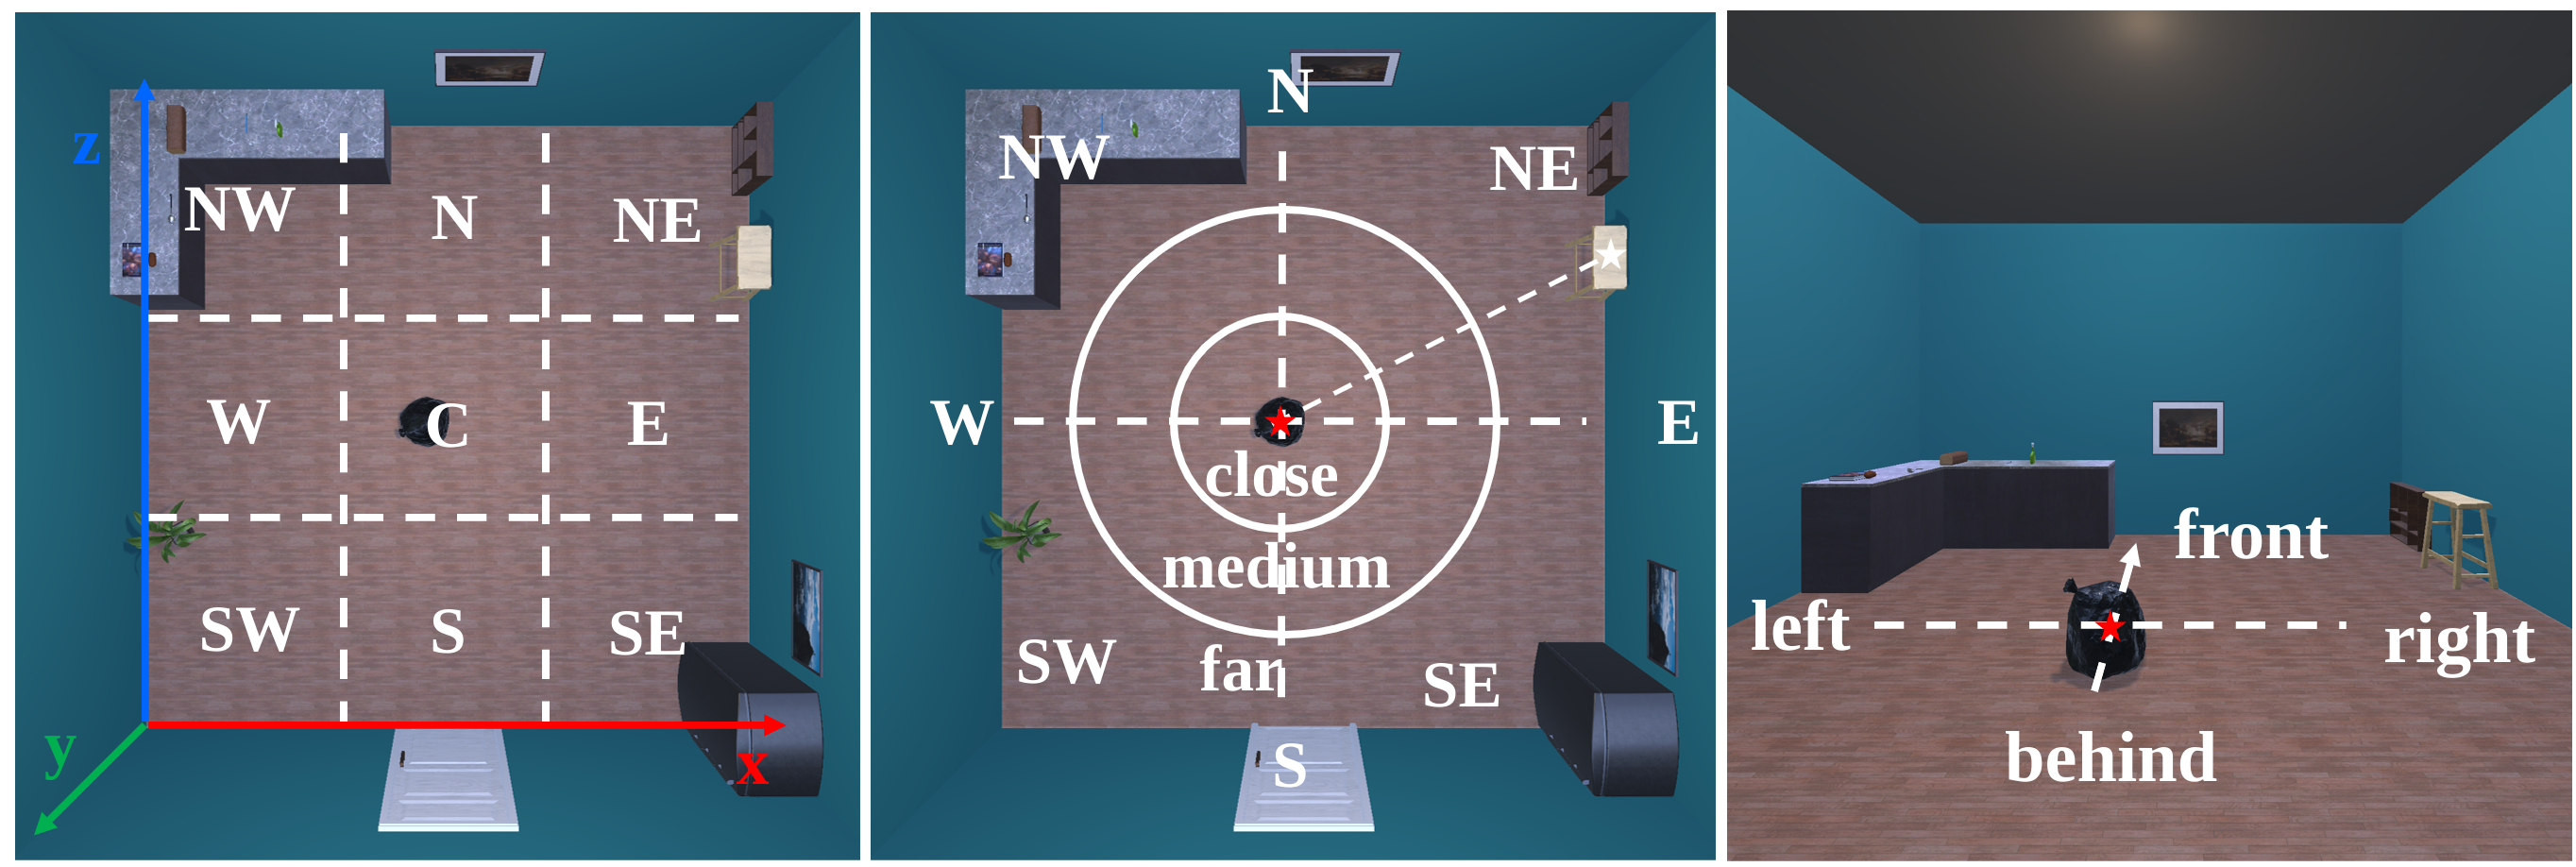 z
NW N NE
W C E
SW S SE
y
x
N
NW
NE
W
E
close
medium
SW
far
SE
S
front
left
right
behind